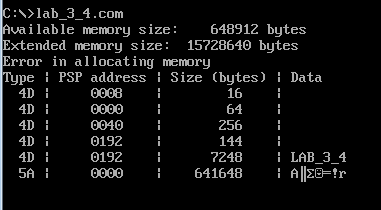 C:\>lab_3_4.com
Available memory size: 648912 bytes
Extended memory size: 15728640 bytes
Error in allocating memory
Type ¦ PSP address ¦ Size (bytes) ¦ Data
4D ¦ 0008 ¦ 16 ¦
4D ¦ 0000 ¦ 64 ¦
4D ¦ 0040 ¦ 256 ¦
4D ¦ 0192 ¦ 144 ¦
4D ¦ 0192 ¦ 7248 ¦ LAB_3_4
5A ¦ 0000 ¦ 641648 ¦